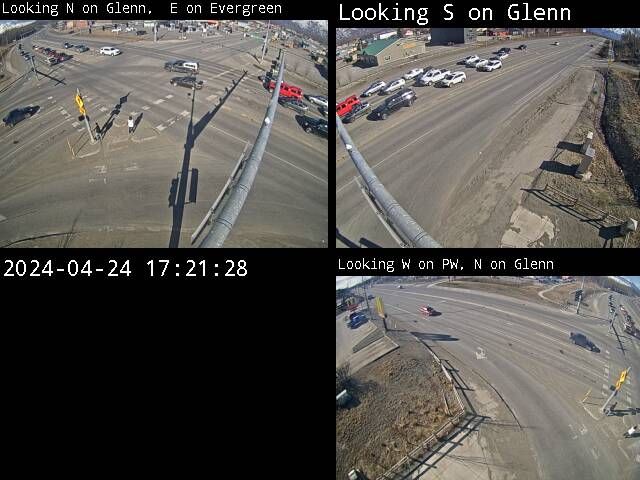 Looking N on Glenn,  E on Evergreen
Looking S on Glenn
2024-04-24 17:21:28
Looking W on PW, N on Glenn